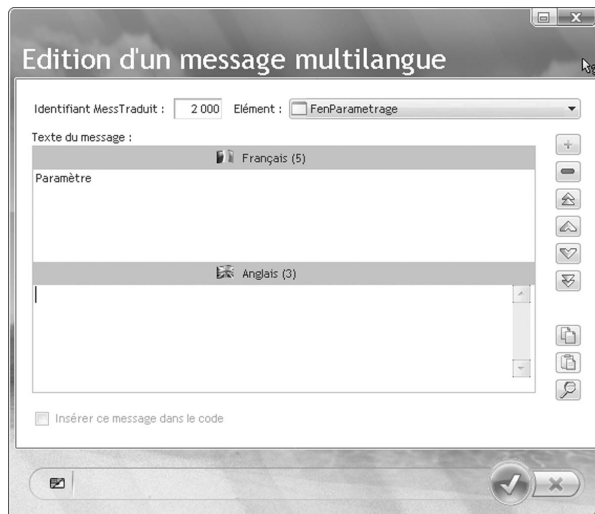 Edition d'un message multilangue
Identifiant MessTraduit : 2 000 Elément : FenParametrage
Texte du message :
Français (5)
Paramètre
Anglais (3)
Insérer ce message dans le code